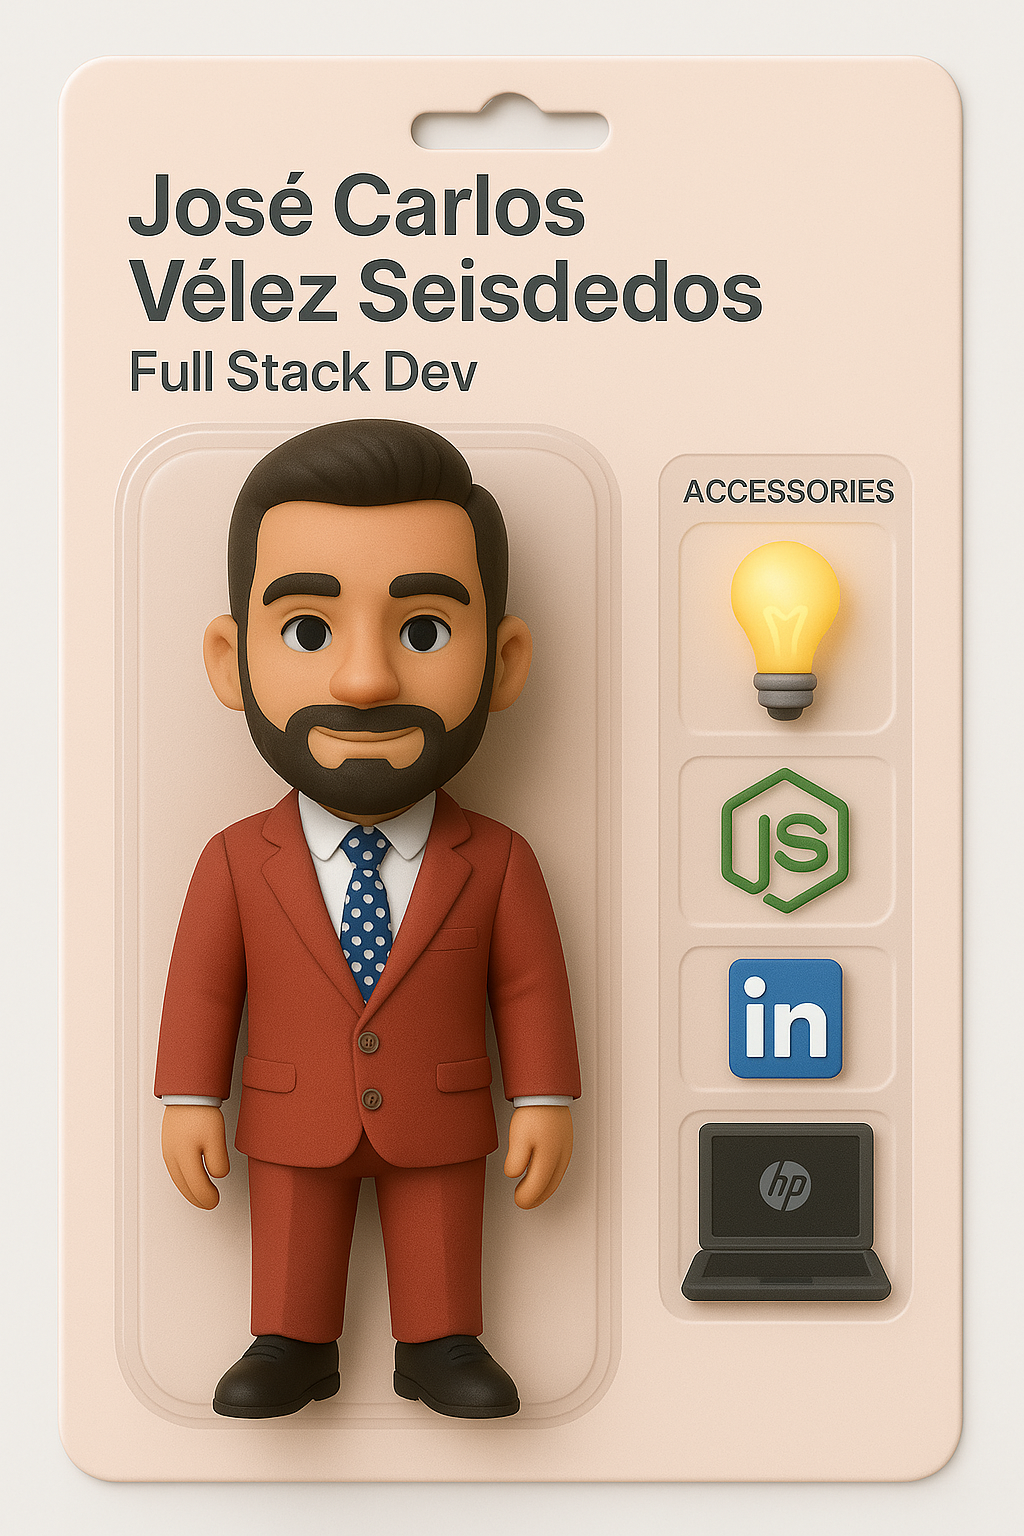 José Carlos
Vélez Seisdedos
Full Stack Dev
ACCESSORIES
JS
in
hp